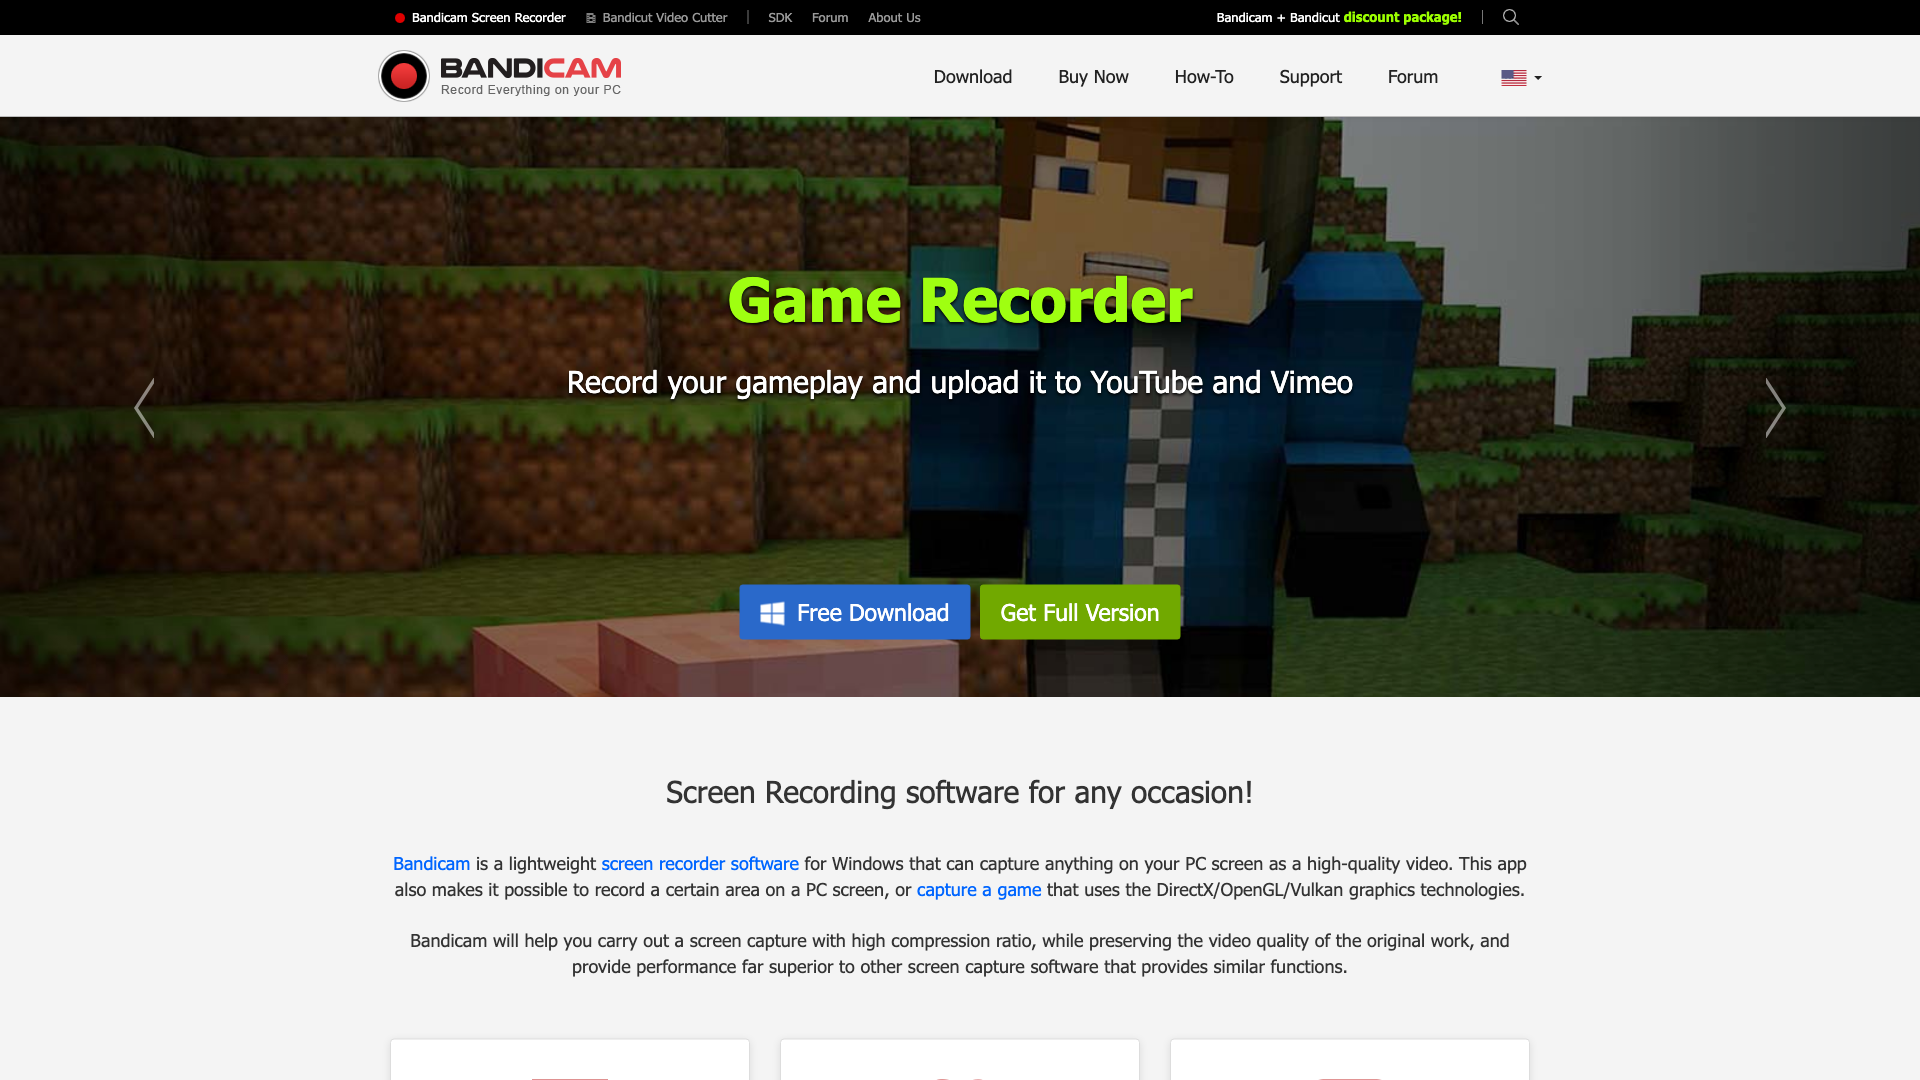 Bandicam Screen Recorder Bandicut Video Cutter SDK Forum About Us Bandicam + Bandicut discount package!
BANDICAM
Record Everything on your PC
Download Buy Now How-To Support Forum
Game Recorder
Record your gameplay and upload it to YouTube and Vimeo
Free Download Get Full Version
Screen Recording software for any occasion!
Bandicam is a lightweight screen recorder software for Windows that can capture anything on your PC screen as a high-quality video. This app
also makes it possible to record a certain area on a PC screen, or capture a game that uses the DirectX/OpenGL/Vulkan graphics technologies.
Bandicam will help you carry out a screen capture with high compression ratio, while preserving the video quality of the original work, and
provide performance far superior to other screen capture software that provides similar functions.